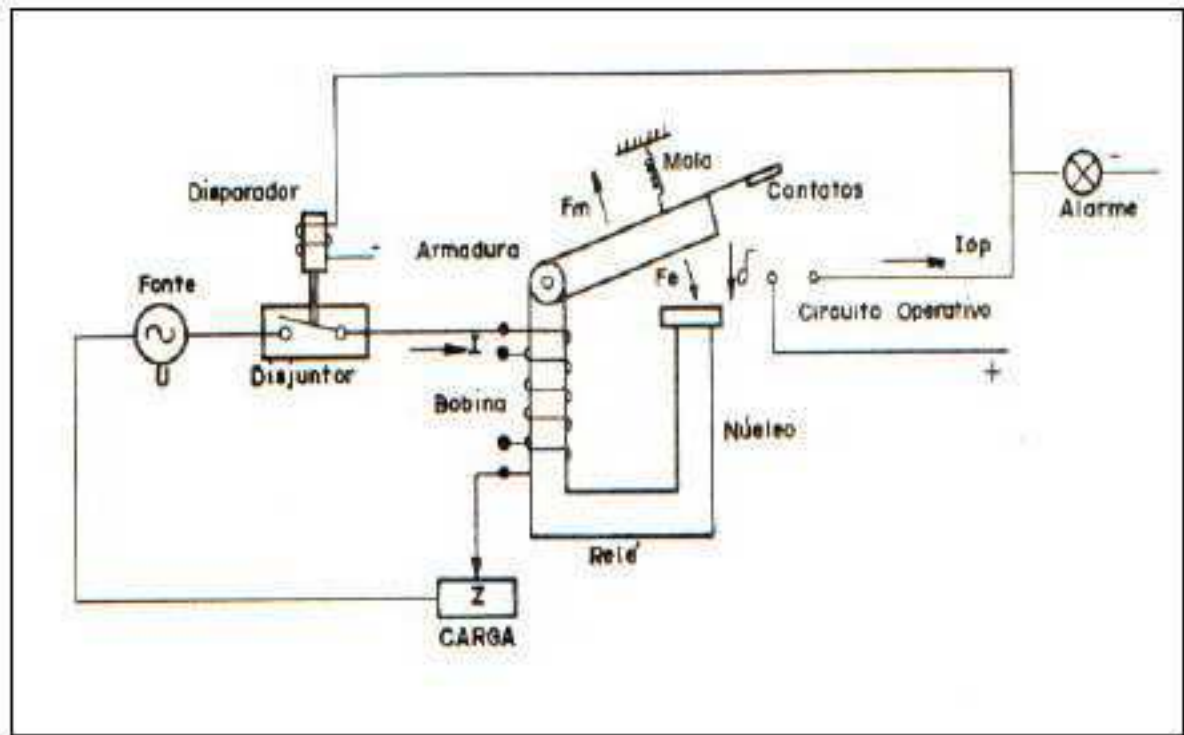 Disparador
Fonte
U
Disjuntor
I
Armadura
Bobina
Fm
Mola
Contatos
Fe
Iop
Circuito Operativo
+
-
Alarme
-
Núcleo
Relé
Z
CARGA